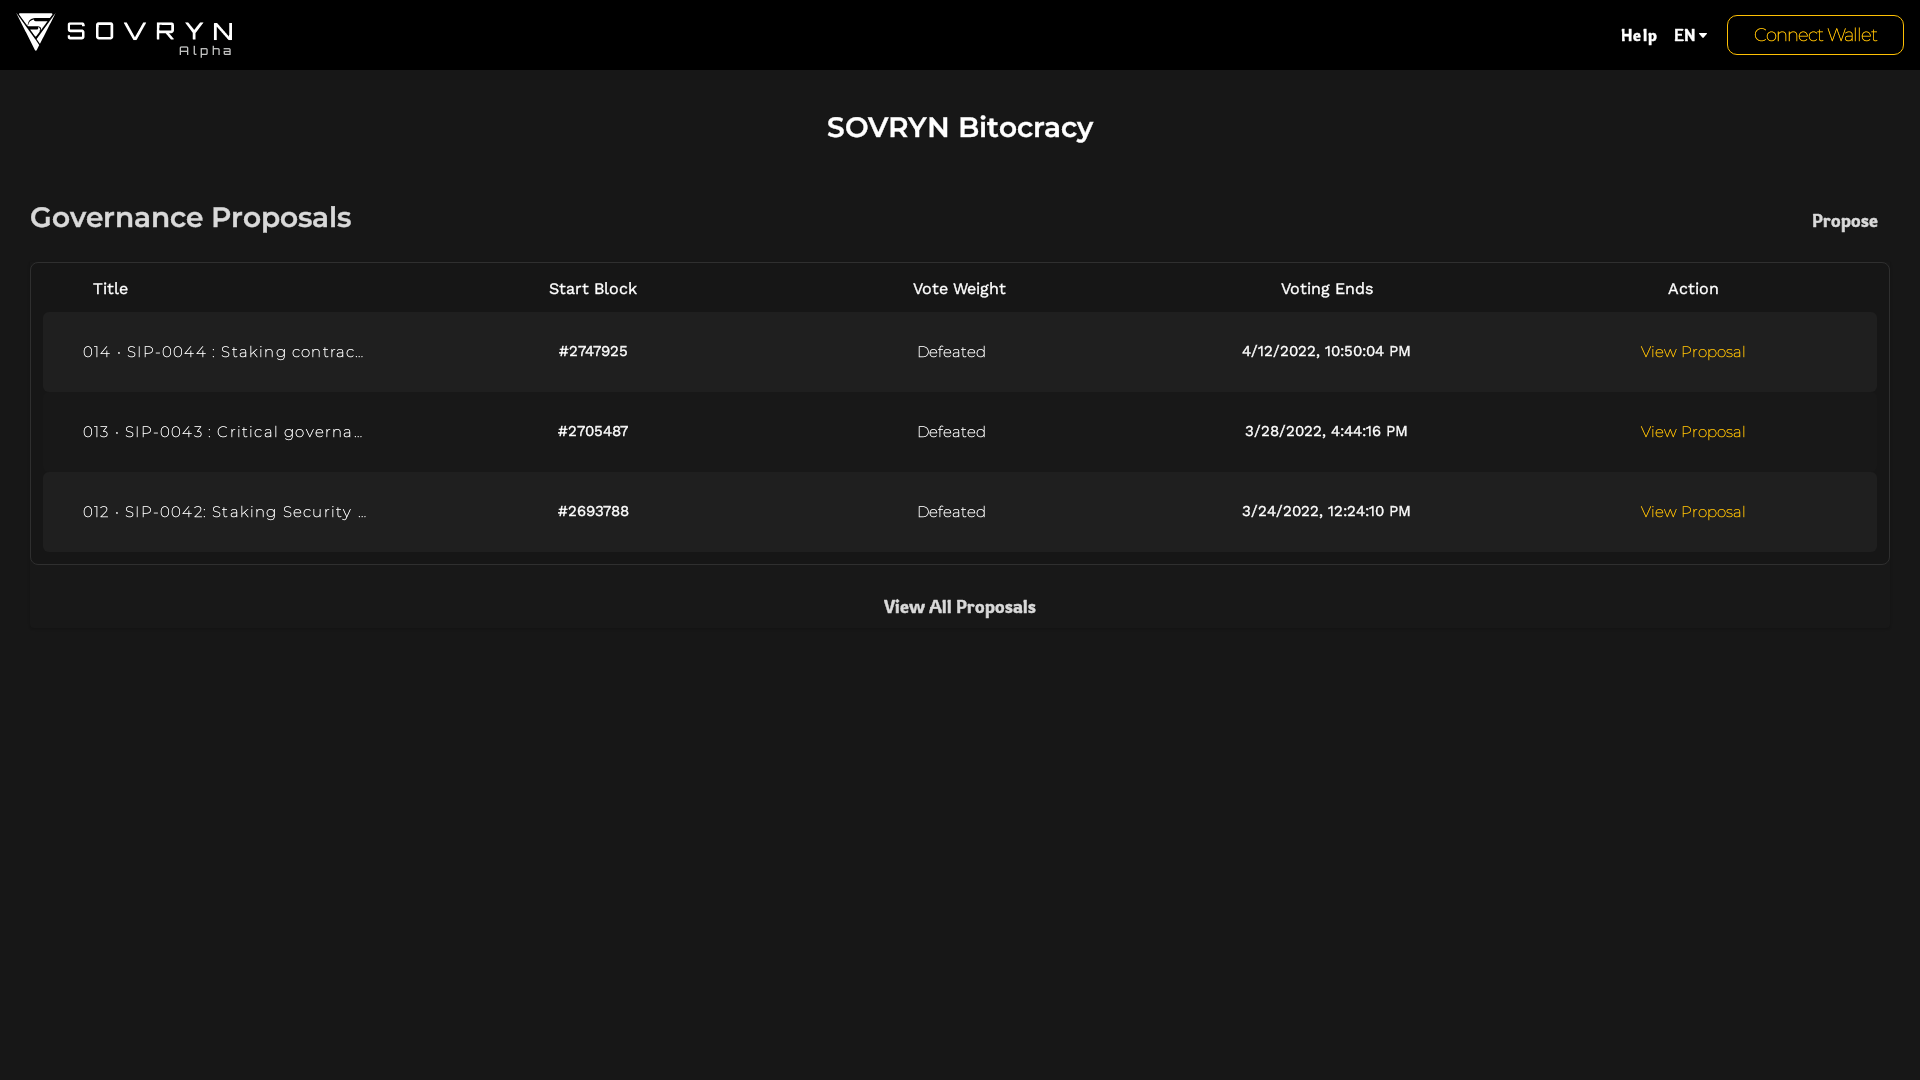 SOVRYN
Alpha
Help EN Connect Wallet
SOVRYN Bitocracy
Governance Proposals
Propose
Title Start Block Vote Weight Voting Ends Action
014 • SIP-0044 : Staking contrac... #2747925 Defeated 4/12/2022, 10:50:04 PM View Proposal
013 • SIP-0043 : Critical governa... #2705487 Defeated 3/28/2022, 4:44:16 PM View Proposal
012 • SIP-0042: Staking Security ... #2693788 Defeated 3/24/2022, 12:24:10 PM View Proposal
View All Proposals